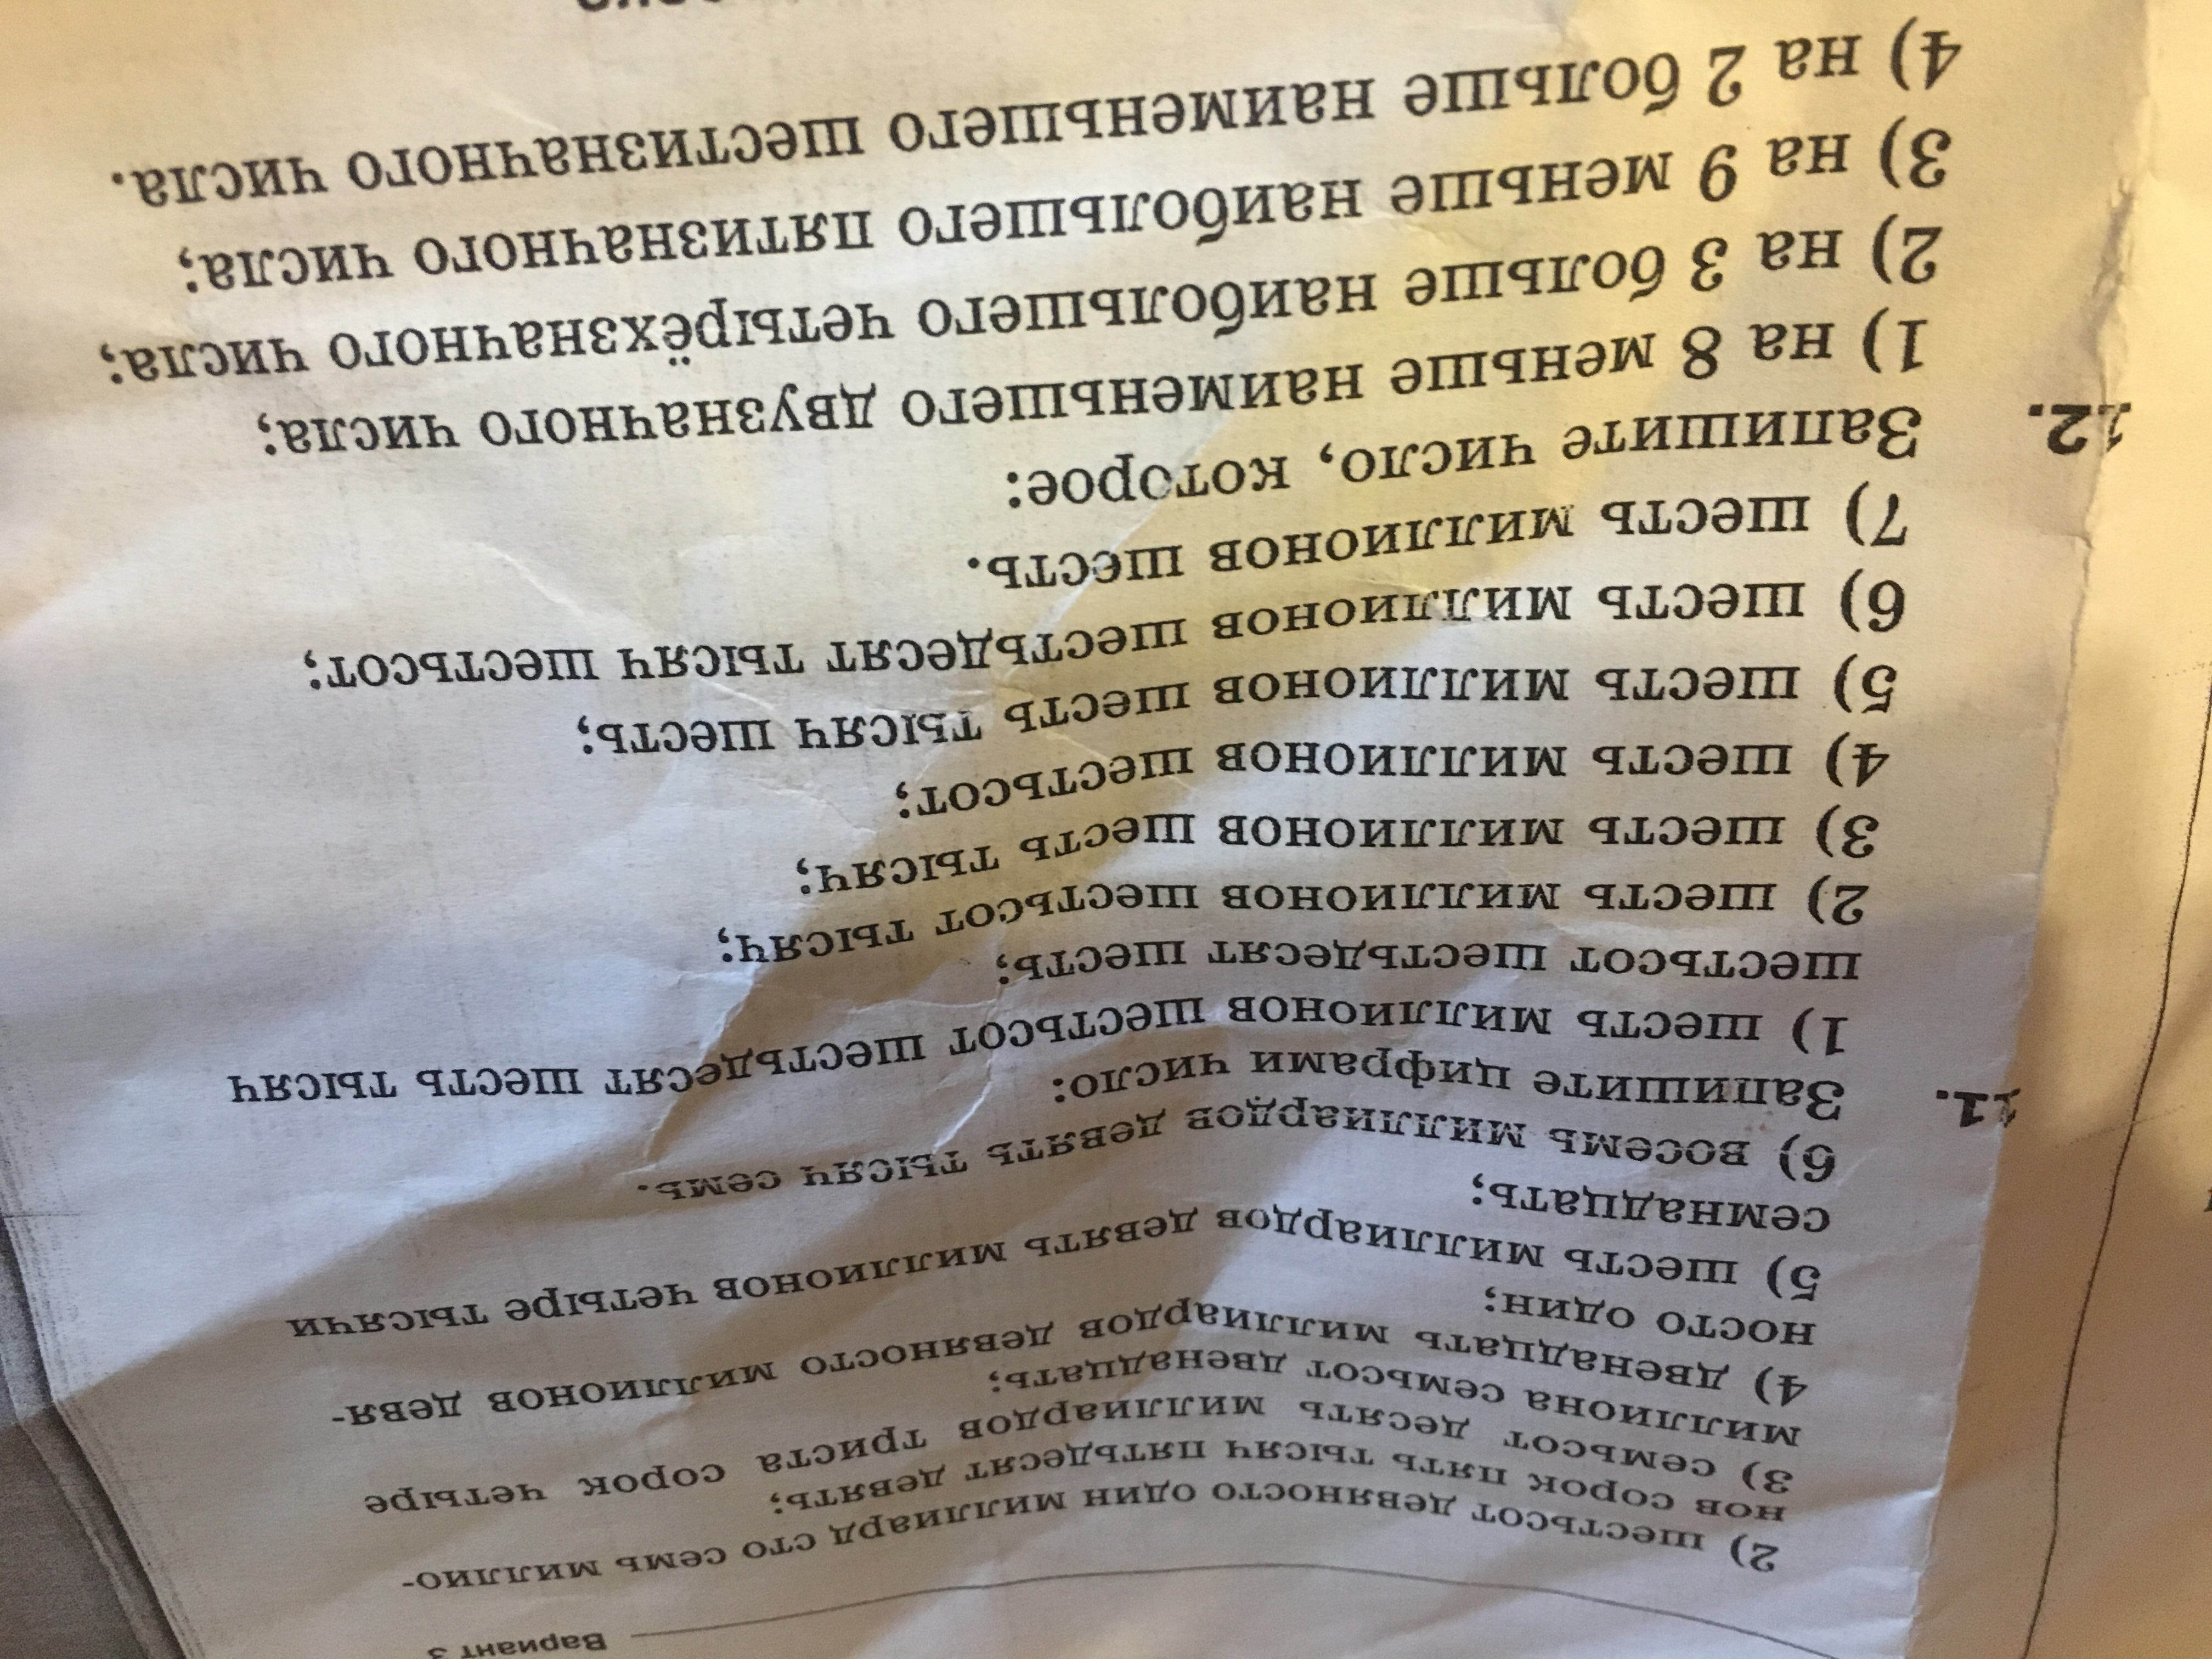 Вариант 3
2) шестьсот девяносто один миллиард сто семь миллио-
нов сорок пять тысяч пятьдесят девять;
3) семьсот десять миллиардов триста сорок четыре
миллиона семьсот двенадцать;
4) двенадцать миллиардов девяносто миллионов девя-
носто один;
5) шесть миллиардов девять миллионов четыре тысячи
семнадцать;
6) восемь миллиардов девять тысяч семь.
11. Запишите цифрами число:
1) шесть миллионов шестьсот шестьдесят шесть тысяч
шестьсот шестьдесят шесть;
2) шесть миллионов шестьсот тысяч;
3) шесть миллионов шесть тысяч;
4) шесть миллионов шестьсот;
5) шесть миллионов шесть тысяч шесть;
6) шесть миллионов шестьдесят тысяч шестьсот;
7) шесть миллионов шесть.
12. Запишите число, которое:
1) на 8 меньше наименьшего двузначного числа;
2) на 3 больше наибольшего четырёхзначного числа;
3) на 9 меньше наибольшего пятизначного числа;
4) на 2 больше наименьшего шестизначного числа.